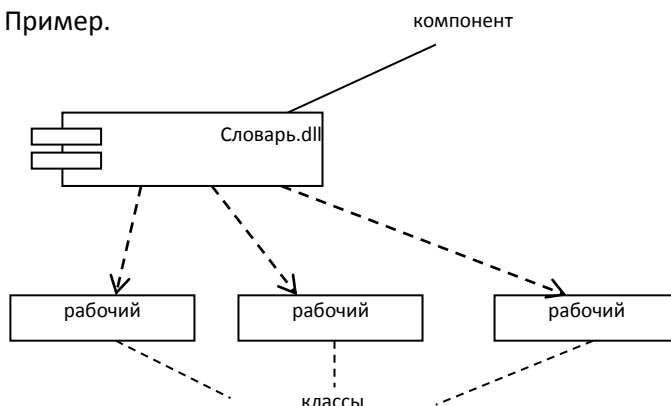 Пример.
компонент
Словарь.dll
рабочий рабочий рабочий
классы